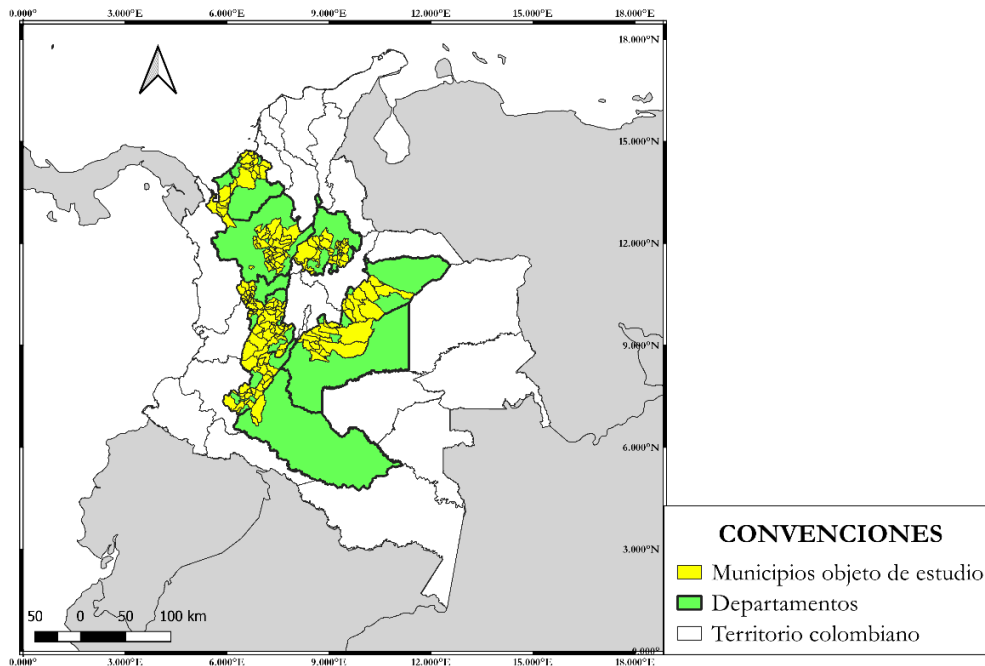 0.000° 3.000°E 6.000°E 9.000°E 12.000°E 15.000°E 18.000°E
18.000°N
15.000°N
12.000°N
9.000°N
6.000°N
3.000°N
0.000°
CONVENCIONES
Municipios objeto de estudio
Departamentos
Territorio colombiano
50 0 50 100 km
0.000° 3.000°E 6.000°E 9.000°E 12.000°E 15.000°E 18.000°E